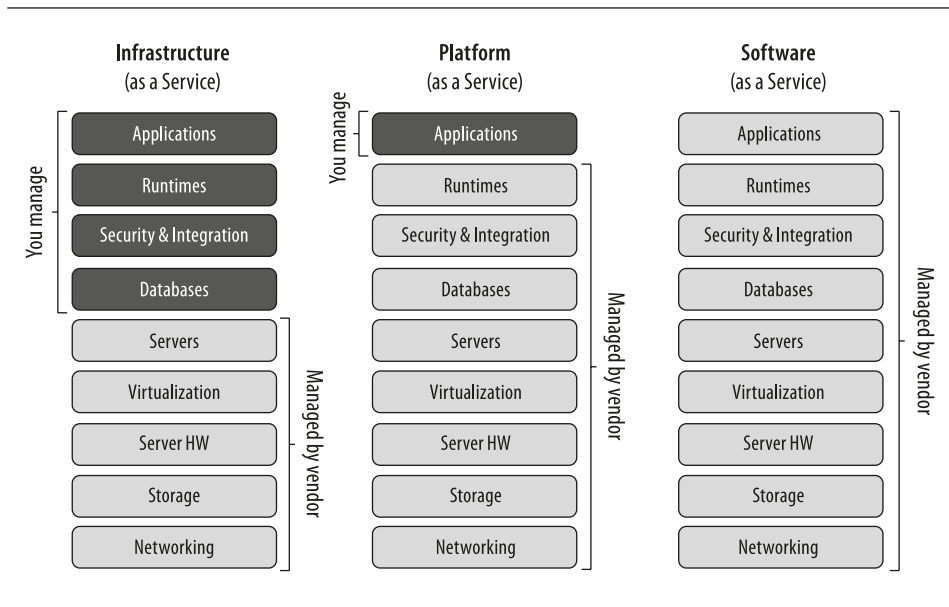 Infrastructure
(as a Service)
You manage
Applications
Runtimes
Security & Integration
Databases
Servers
Virtualization
Server HW
Storage
Networking
Managed by vendor
Platform
(as a Service)
You manage
Applications
Runtimes
Security & Integration
Databases
Servers
Virtualization
Server HW
Storage
Networking
Managed by vendor
Software
(as a Service)
Applications
Runtimes
Security & Integration
Databases
Servers
Virtualization
Server HW
Storage
Networking
Managed by vendor